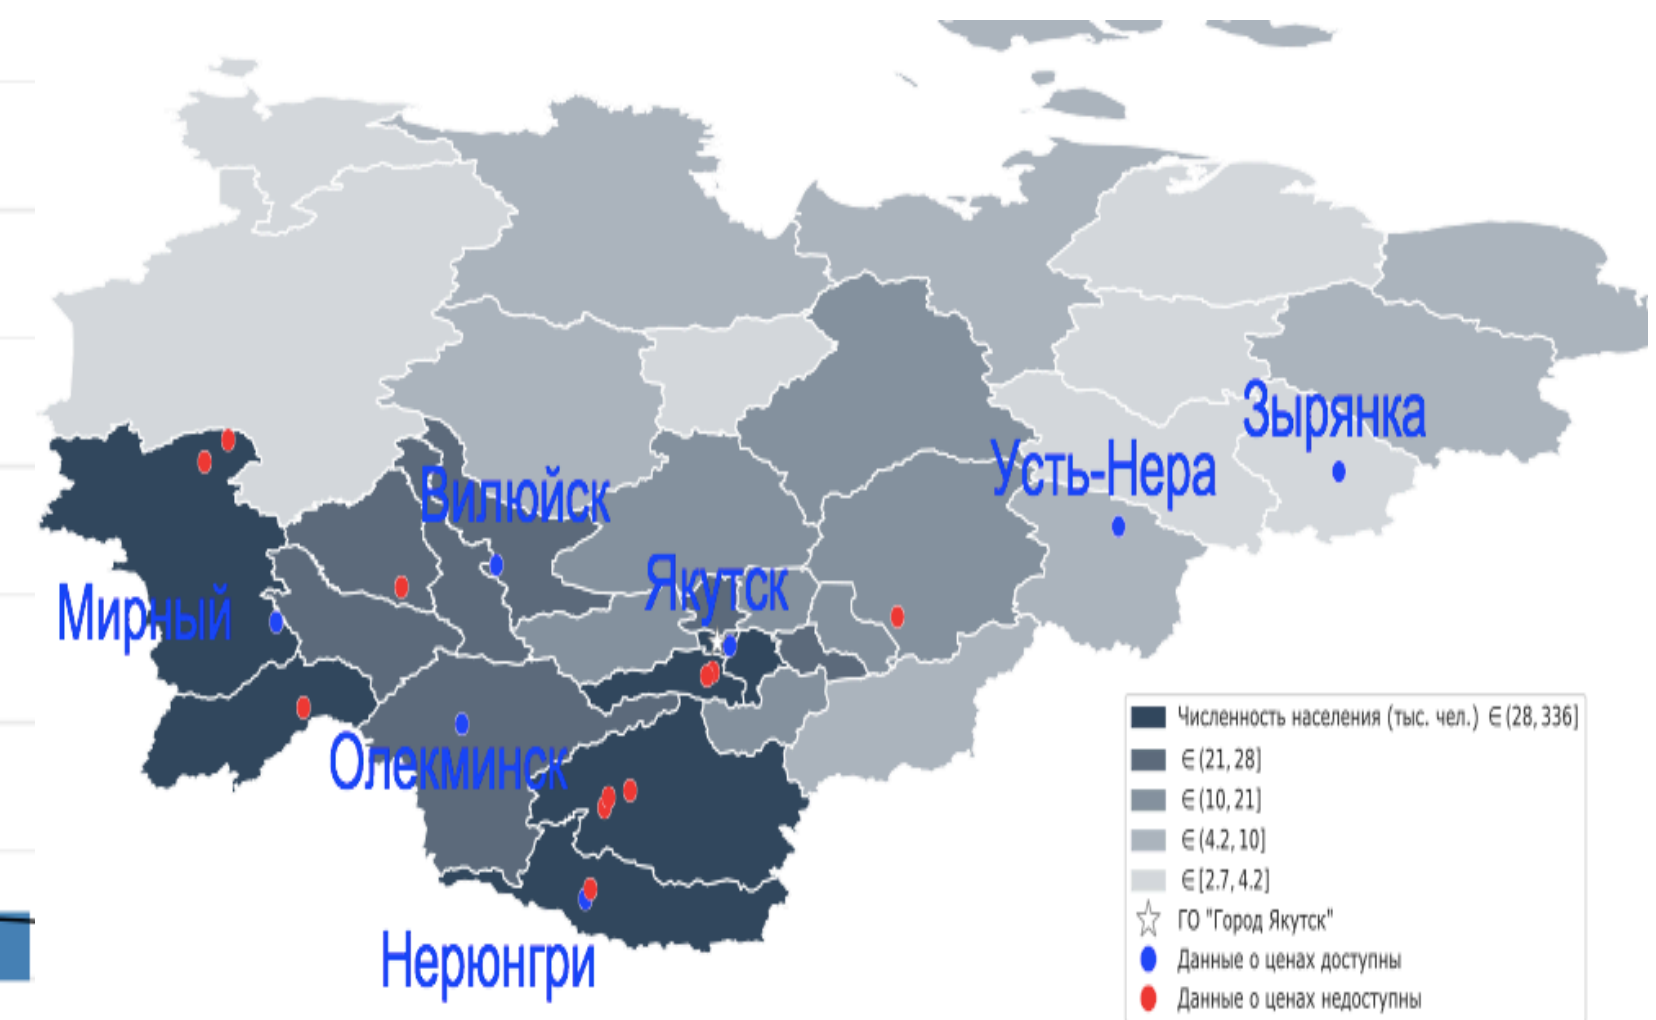 Зырянка
Усть-Нера
Вилюйск
Якутск
Мирный
Олекминск
Нерюнгри
Численность населения (тыс. чел.) ∈ (28, 336]
∈ (21, 28]
∈ (10, 21]
∈ (4.2, 10]
∈ [2.7, 4.2]
ГО "Город Якутск"
Данные о ценах доступны
Данные о ценах недоступны